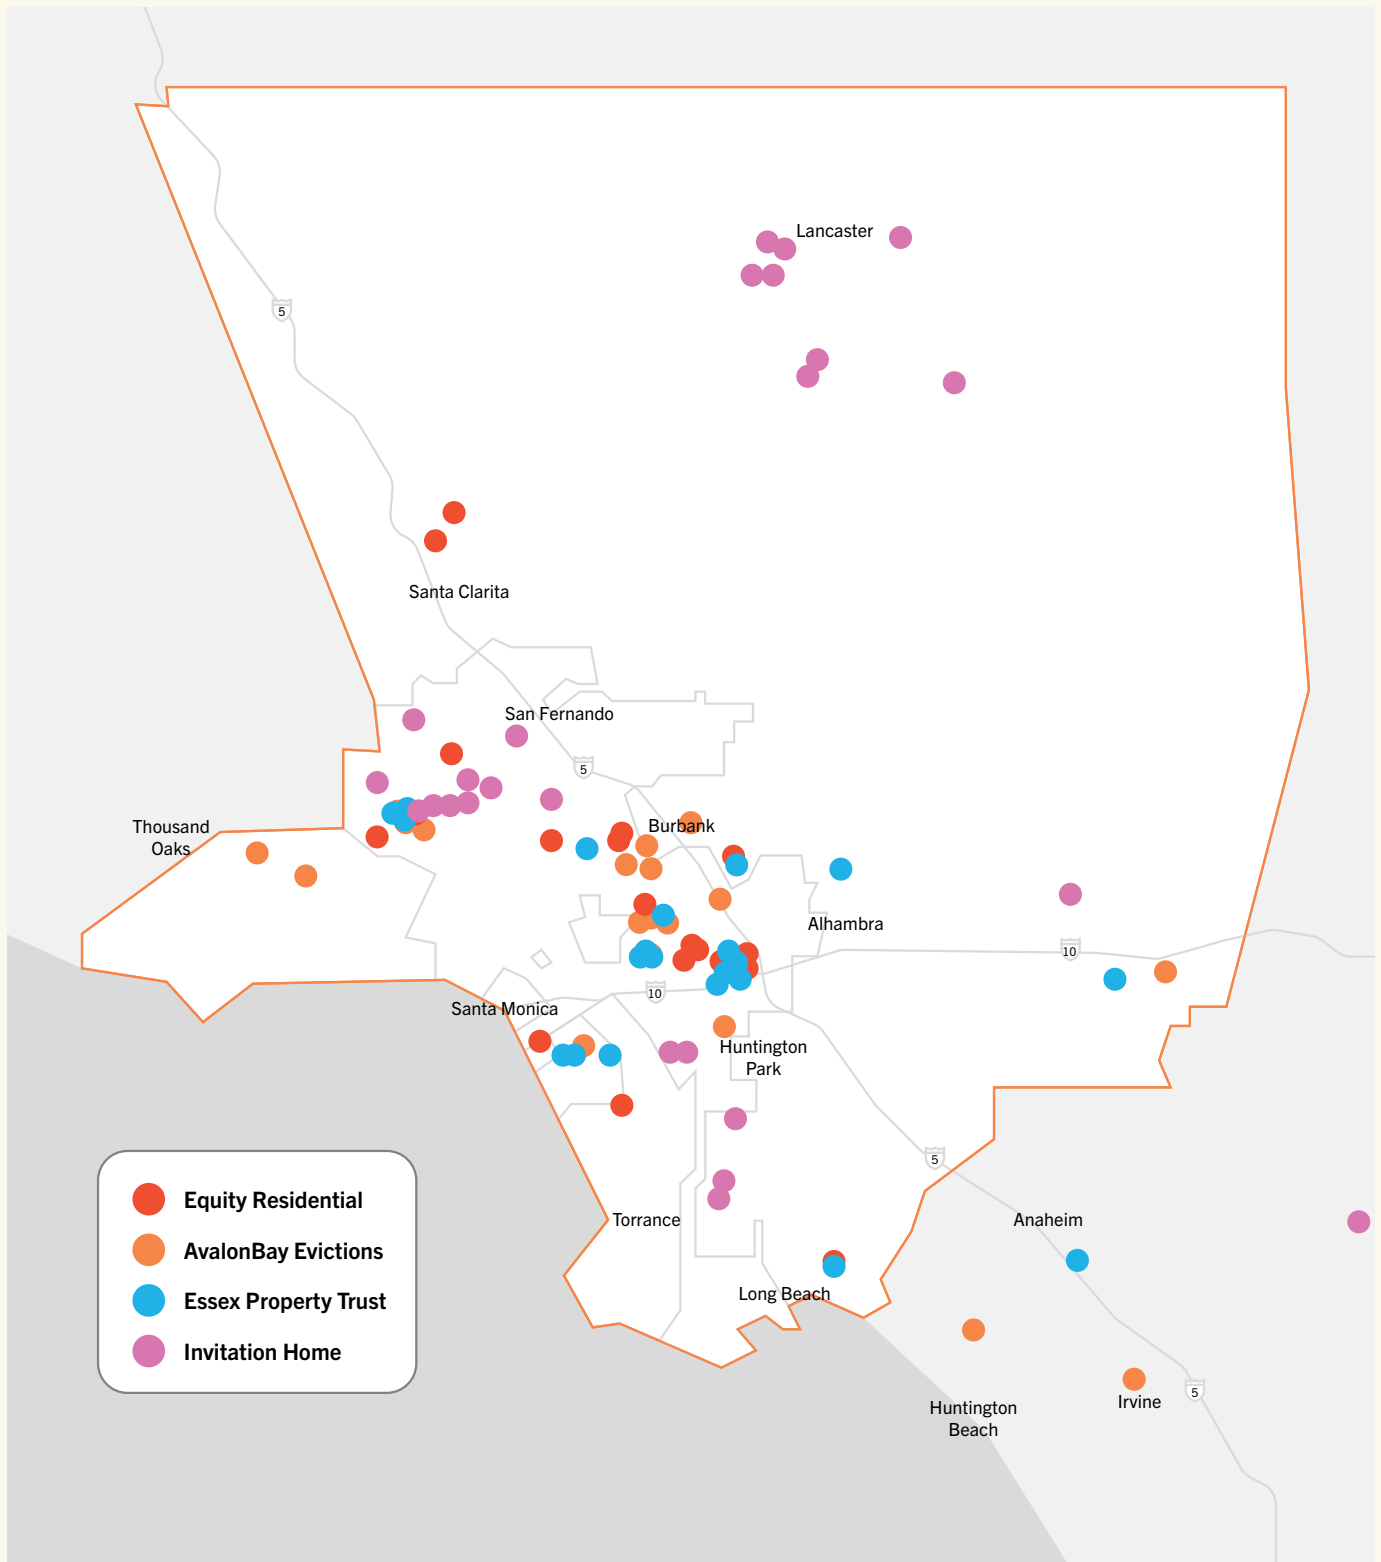 Lancaster
5
Santa Clarita
San Fernando
5
Thousand
Oaks
Burbank
Alhambra
10
10
Santa Monica
Huntington
Park
5
Torrance
Anaheim
Long Beach
Irvine
5
Huntington
Beach
Equity Residential
AvalonBay Evictions
Essex Property Trust
Invitation Home